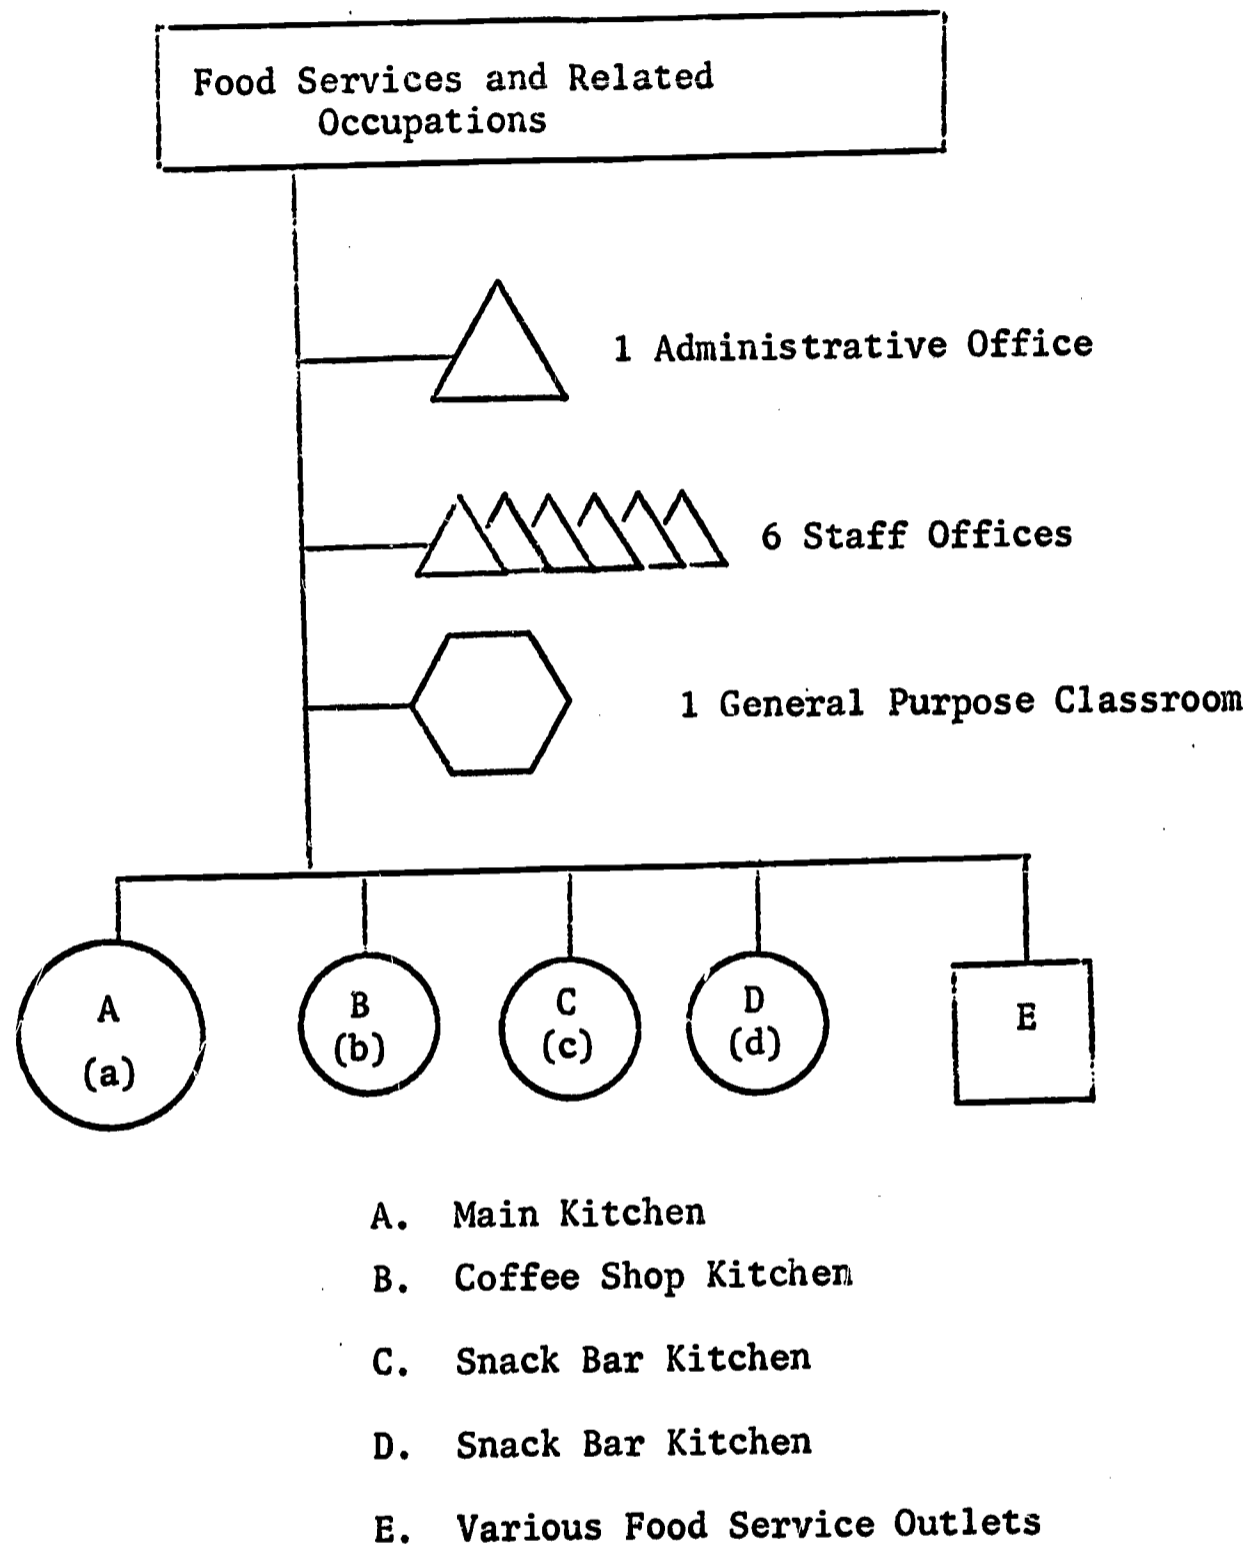 Food Services and Related
Occupations
1 Administrative Office
6 Staff Offices
1 General Purpose Classroom
A
(a)
B
(b)
C
(c)
D
(d)
E
A. Main Kitchen
B. Coffee Shop Kitchen
C. Snack Bar Kitchen
D. Snack Bar Kitchen
E. Various Food Service Outlets